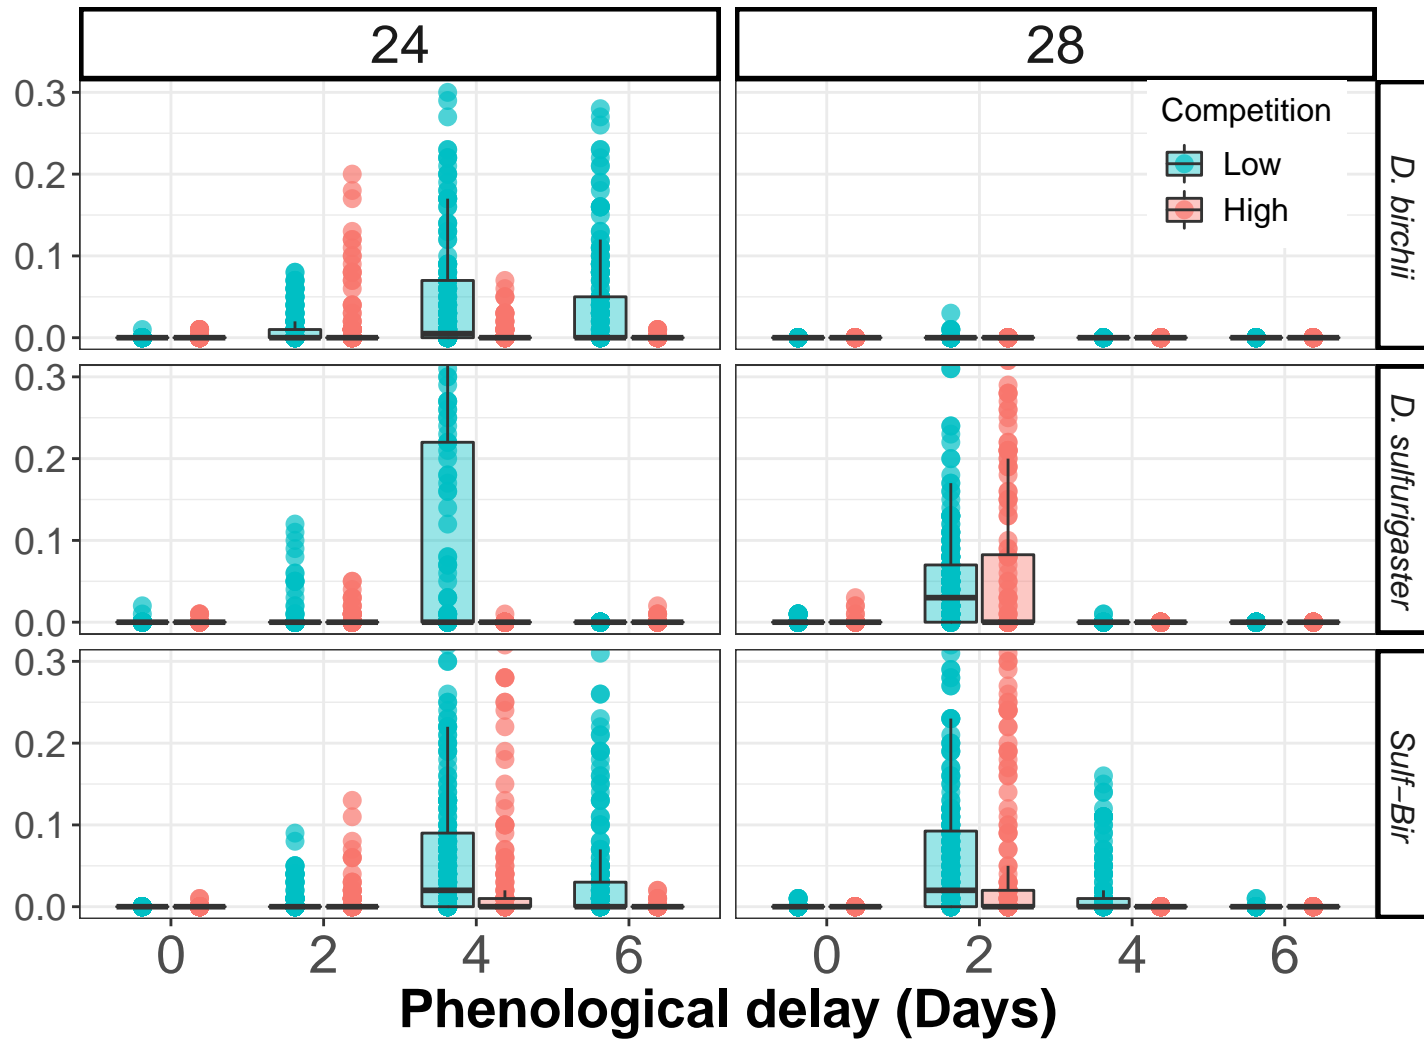 24
28
0.3
0.2
0.1
0.0
Competition
Low
High
D. birchii
0.3
0.2
0.1
0.0
D. sulfurigaster
0.3
0.2
0.1
0.0
Sulf−Bir
0 2 4 6
0 2 4 6
Phenological delay (Days)